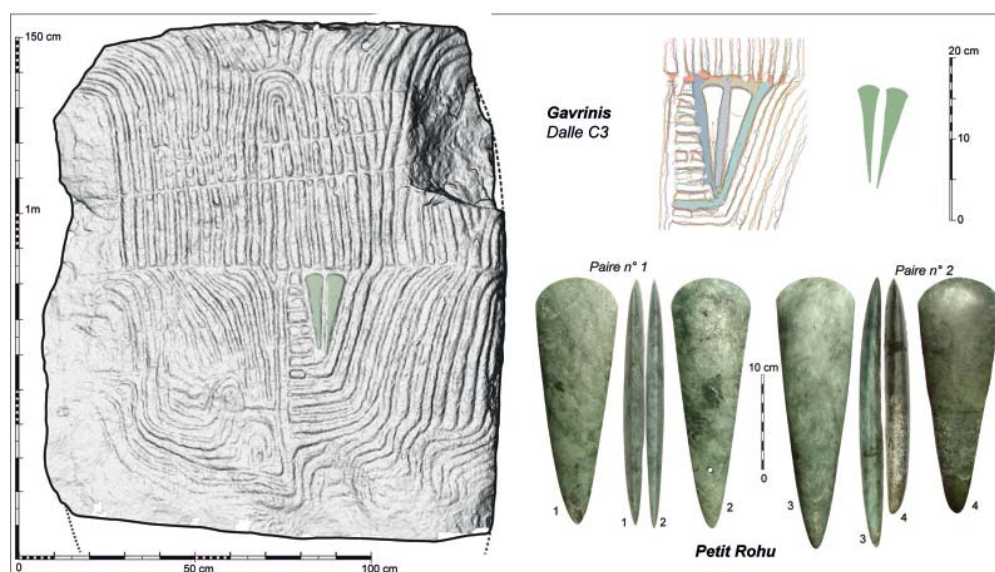 150 cm
1m
50 cm
100 cm
Gavrinis
Dalle C3
20 cm
10
0
Paire n° 1
Paire n° 2
10 cm
0
1
1
2
2
3
3
4
4
Petit Rohu